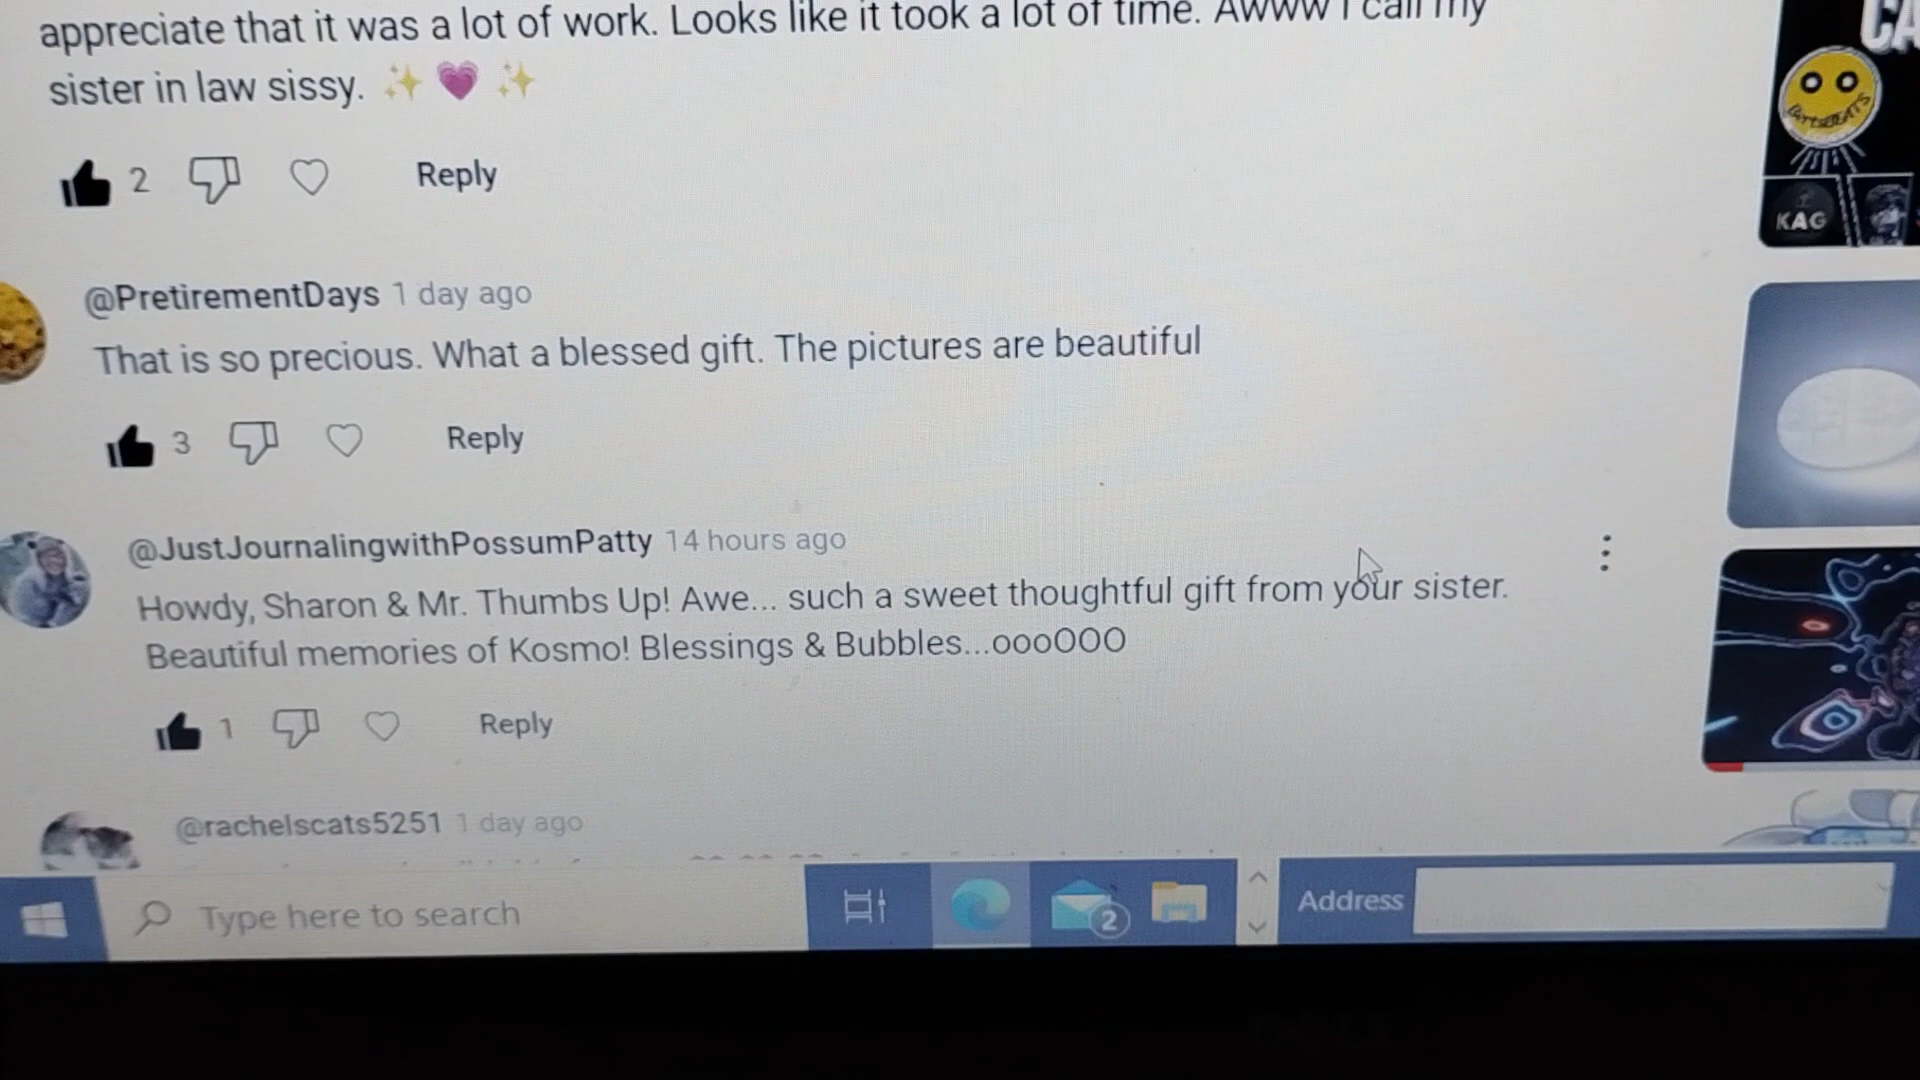 appreciate that it was a lot of work. Looks like it took a lot of time. Awww I call my
sister in law sissy. ✨ 💗 ✨
2 Reply
@PretirementDays 1 day ago
That is so precious. What a blessed gift. The pictures are beautiful
3 Reply
@JustJournalingwithPossumPatty 14 hours ago
Howdy, Sharon & Mr. Thumbs Up! Awe... such a sweet thoughtful gift from your sister.
Beautiful memories of Kosmo! Blessings & Bubbles...oooOOO
1 Reply
@rachelscats5251 1 day ago
Type here to search
2
Address
CA
KAG